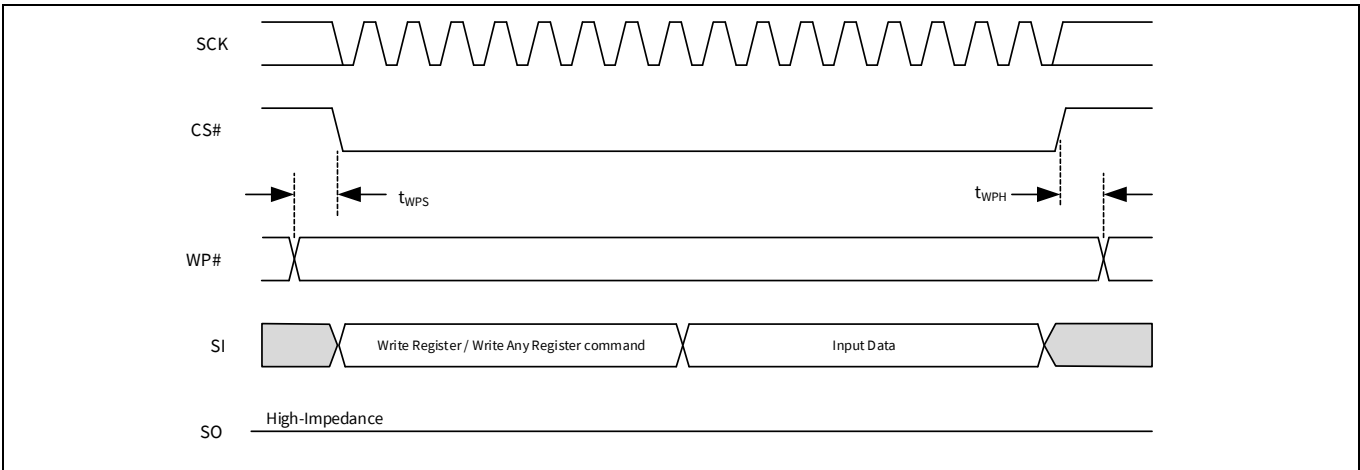 SCK
CS#
tWPS
tWPH
WP#
SI
Write Register / Write Any Register command
Input Data
High-Impedance
SO